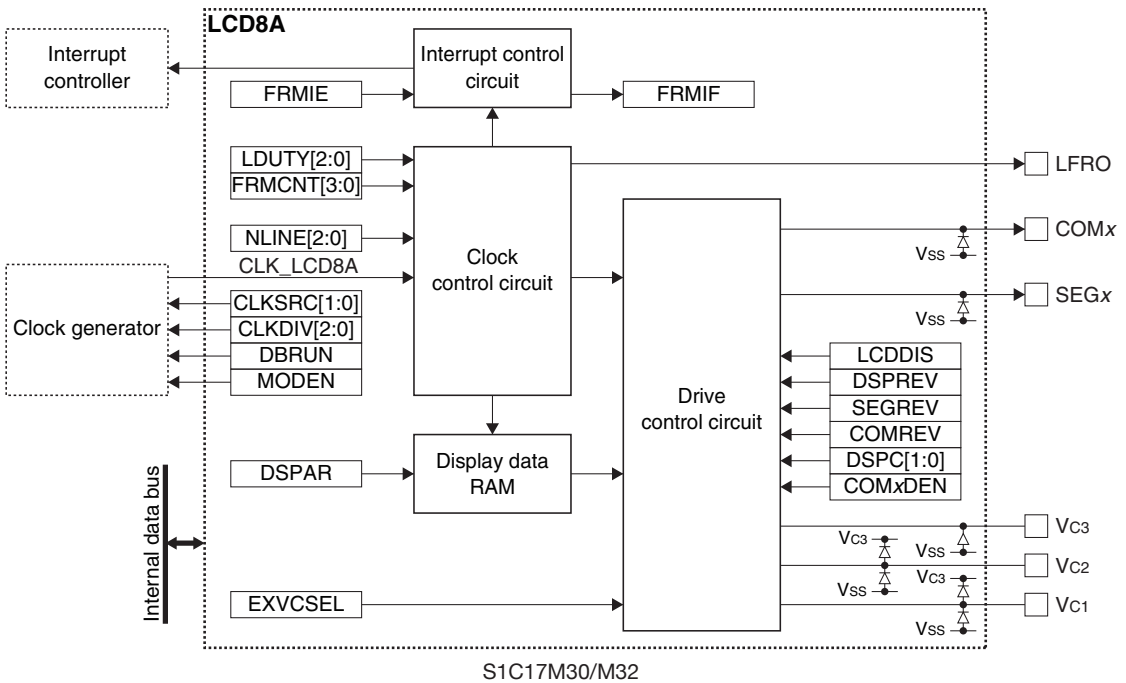 LCD8A
Interrupt
controller
Interrupt control
circuit
FRMIE
FRMIF
LDUTY[2:0]
FRMCNT[3:0]
LFRO
NLINE[2:0]
COMx
VSS
CLK_LCD8A
Clock
control circuit
SEGx
VSS
Clock generator
CLKSRC[1:0]
CLKDIV[2:0]
DBRUN
MODEN
Drive
control circuit
LCDDIS
DSPREV
SEGREV
COMREV
DSPC[1:0]
COMxDEN
DSPAR
Display data
RAM
Internal data bus
VC3
VC3
VSS
VC2
VSS
VC3
EXVCSEL
VC1
VSS
S1C17M30/M32